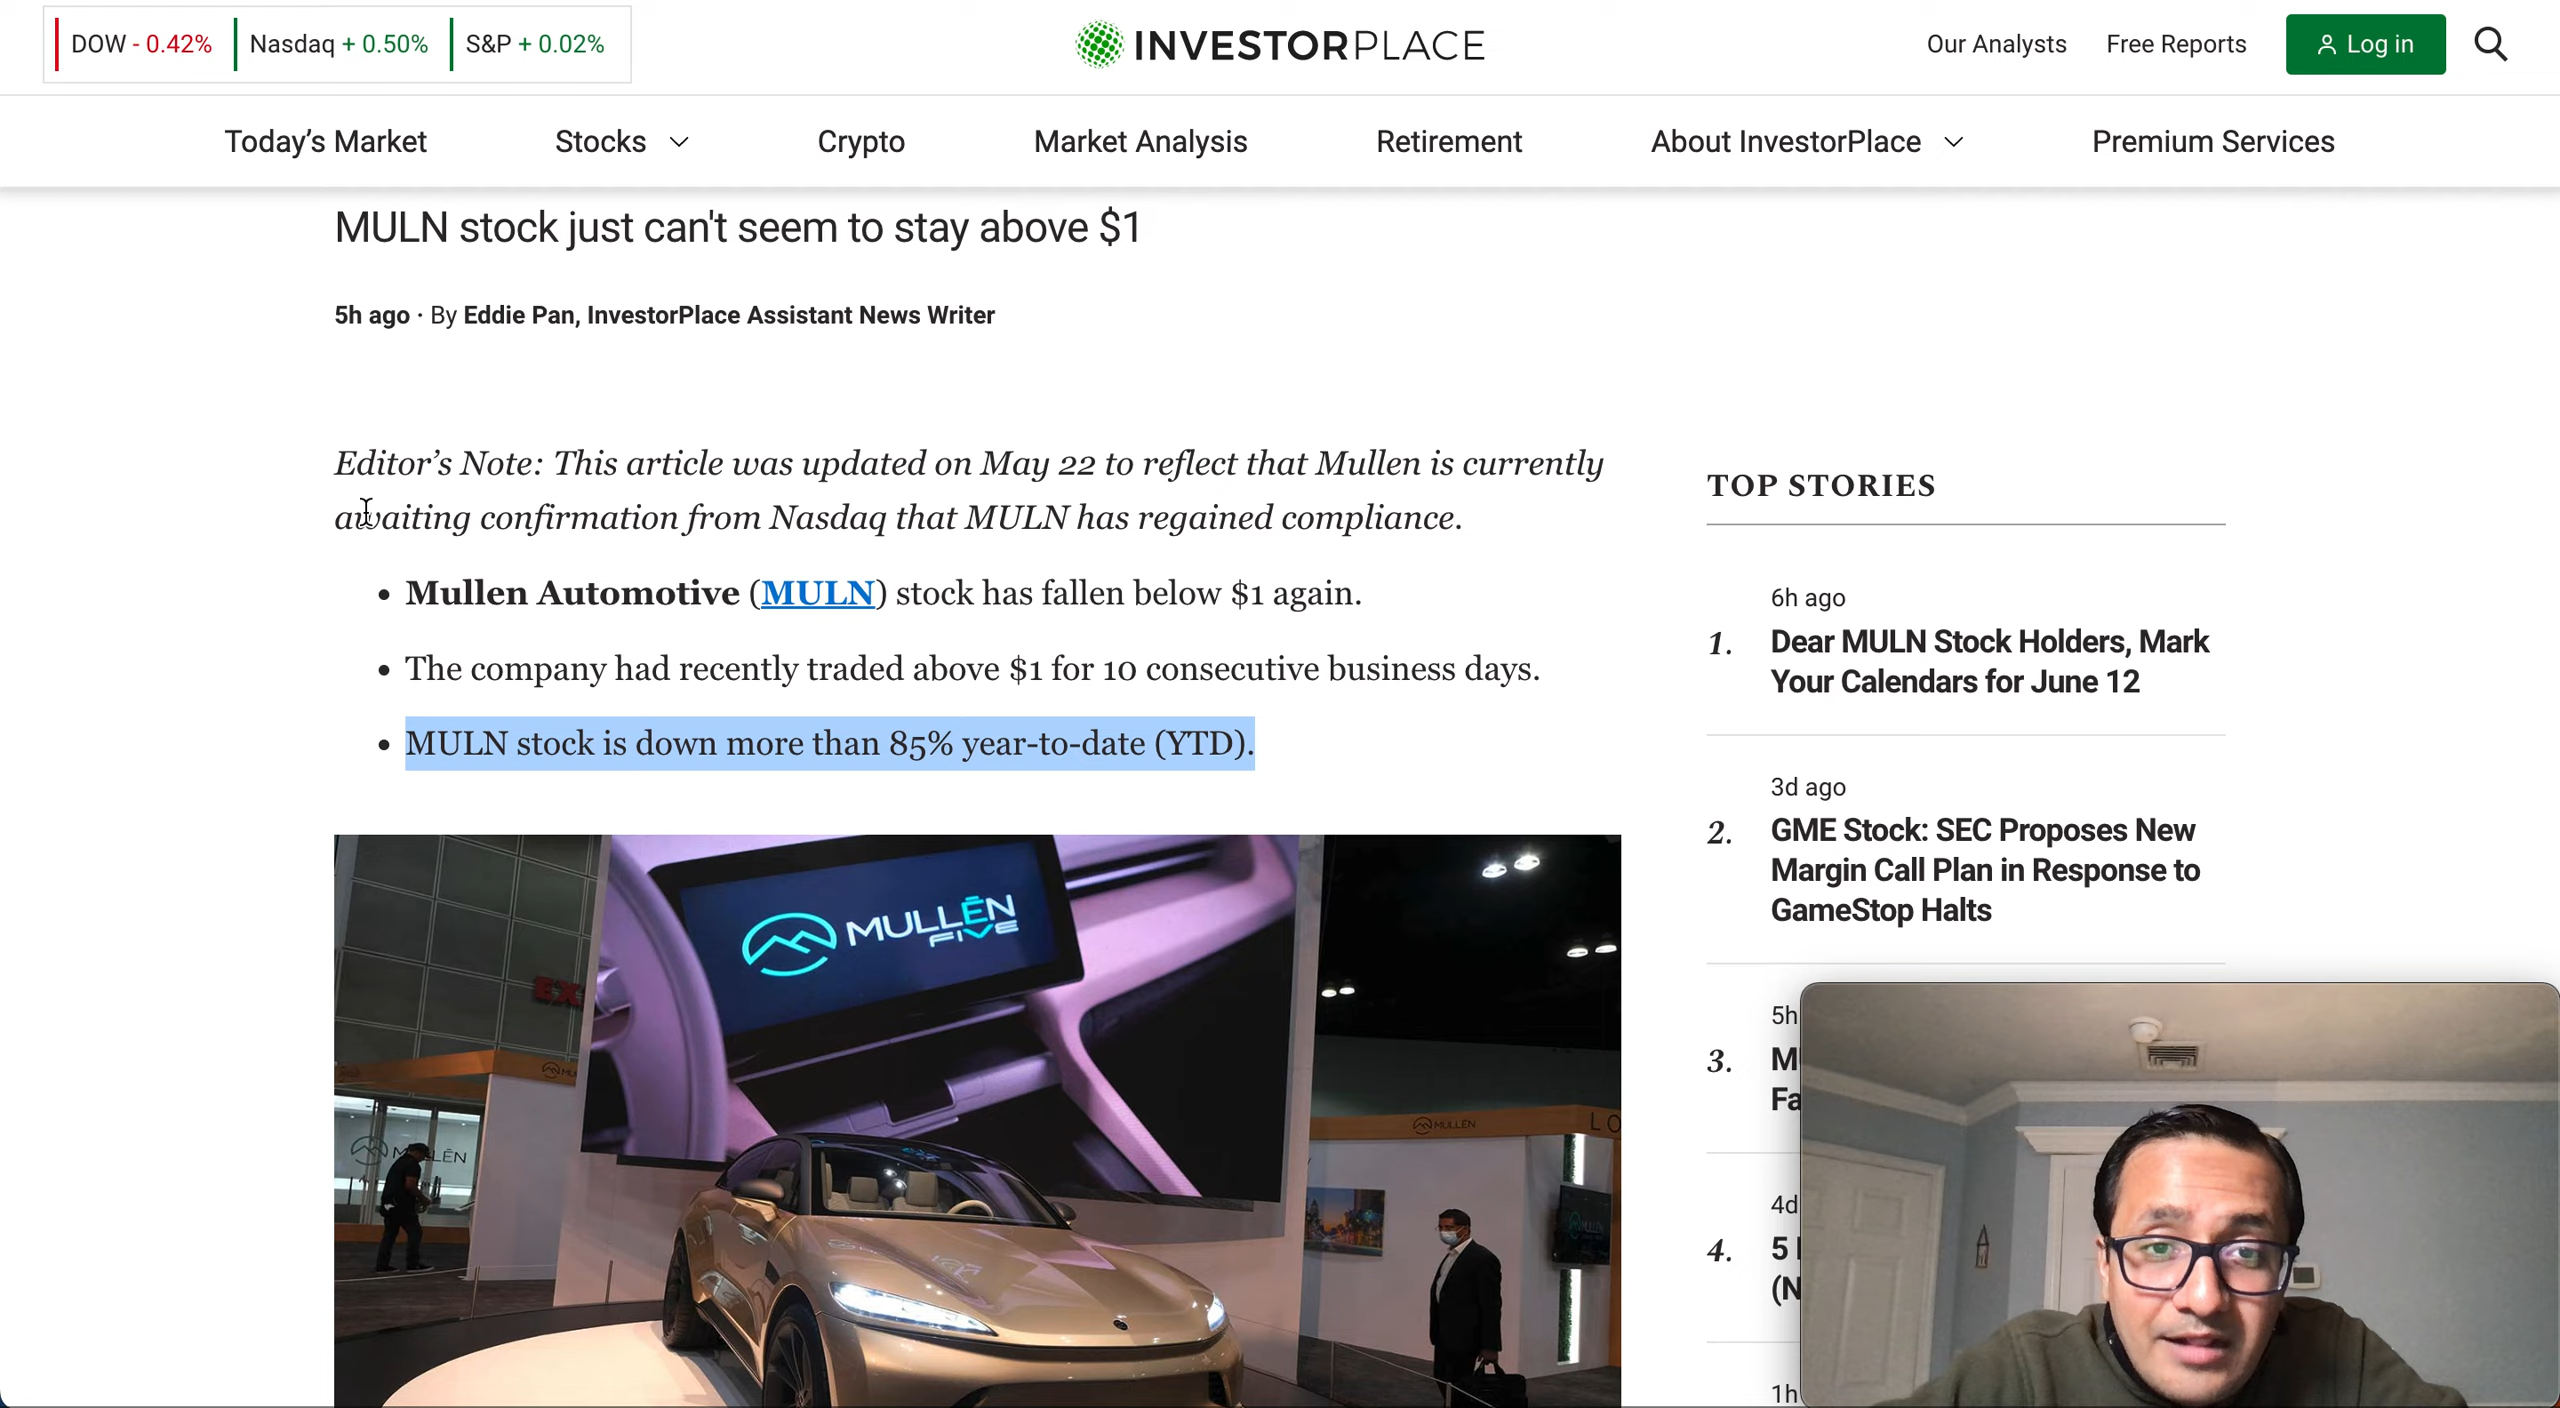 DOW - 0.42% Nasdaq + 0.50% S&P + 0.02%
INVESTORPLACE
Our Analysts Free Reports Log in
Today’s Market Stocks Crypto Market Analysis Retirement About InvestorPlace Premium Services
MULN stock just can't seem to stay above $1
5h ago · By Eddie Pan, InvestorPlace Assistant News Writer
Editor’s Note: This article was updated on May 22 to reflect that Mullen is currently
awaiting confirmation from Nasdaq that MULN has regained compliance.
• Mullen Automotive (MULN) stock has fallen below $1 again.
• The company had recently traded above $1 for 10 consecutive business days.
• MULN stock is down more than 85% year-to-date (YTD).
MULLĒN
FIVE
MULLĒN
MULLĒN
TOP STORIES
6h ago
1. Dear MULN Stock Holders, Mark
Your Calendars for June 12
3d ago
2. GME Stock: SEC Proposes New
Margin Call Plan in Response to
GameStop Halts
5h
3.
Fa
4d
4. 5
(N
1h